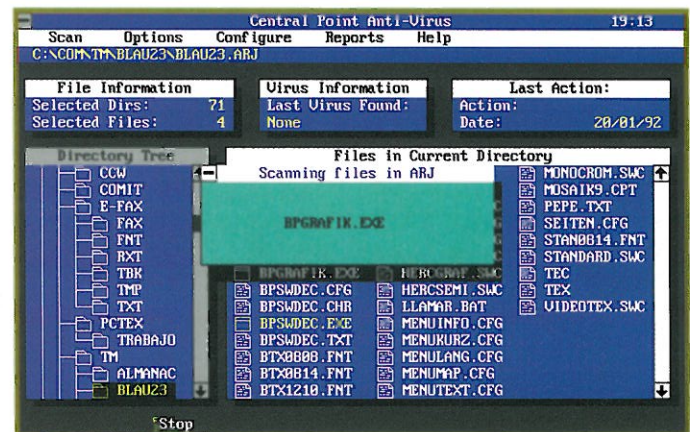 Central Point Anti-Virus 19:13
Scan Options Configure Reports Help
C:\COM\TM\BLAU23\BLAU23.ARJ
File Information
Selected Dirs: 71
Selected Files: 4
Virus Information
Last Virus Found:
None
Last Action:
Action:
Date: 20/01/92
Directory Tree
CCW
COMIT
E-FAX
FAX
FNT
RXT
TBK
TMP
TXT
PCTEX
TRABAJO
TM
ALMANAC
BLAU23
Files in Current Directory
Scanning files in ARJ
BPGRAFIK.EXE
BPGRAFIK.EXE
BPSWDEC.CFG
BPSWDEC.CHR
BPSWDEC.EXE
BPSWDEC.TXT
BTX0808.FNT
BTX0814.FNT
BTX1210.FNT
HERCGRAF.SWC
HERCSEMI.SWC
LLAMAR.BAT
MENUINFO.CFG
MENUKURZ.CFG
MENULANG.CFG
MENUMAP.CFG
MENUTEXT.CFG
MONOCROM.SWC
MOSAIK9.CPT
PEPE.TXT
SEITEN.CFG
STAN0814.FNT
STANDARD.SWC
TEC
TEX
VIDEOTEX.SWC
Stop